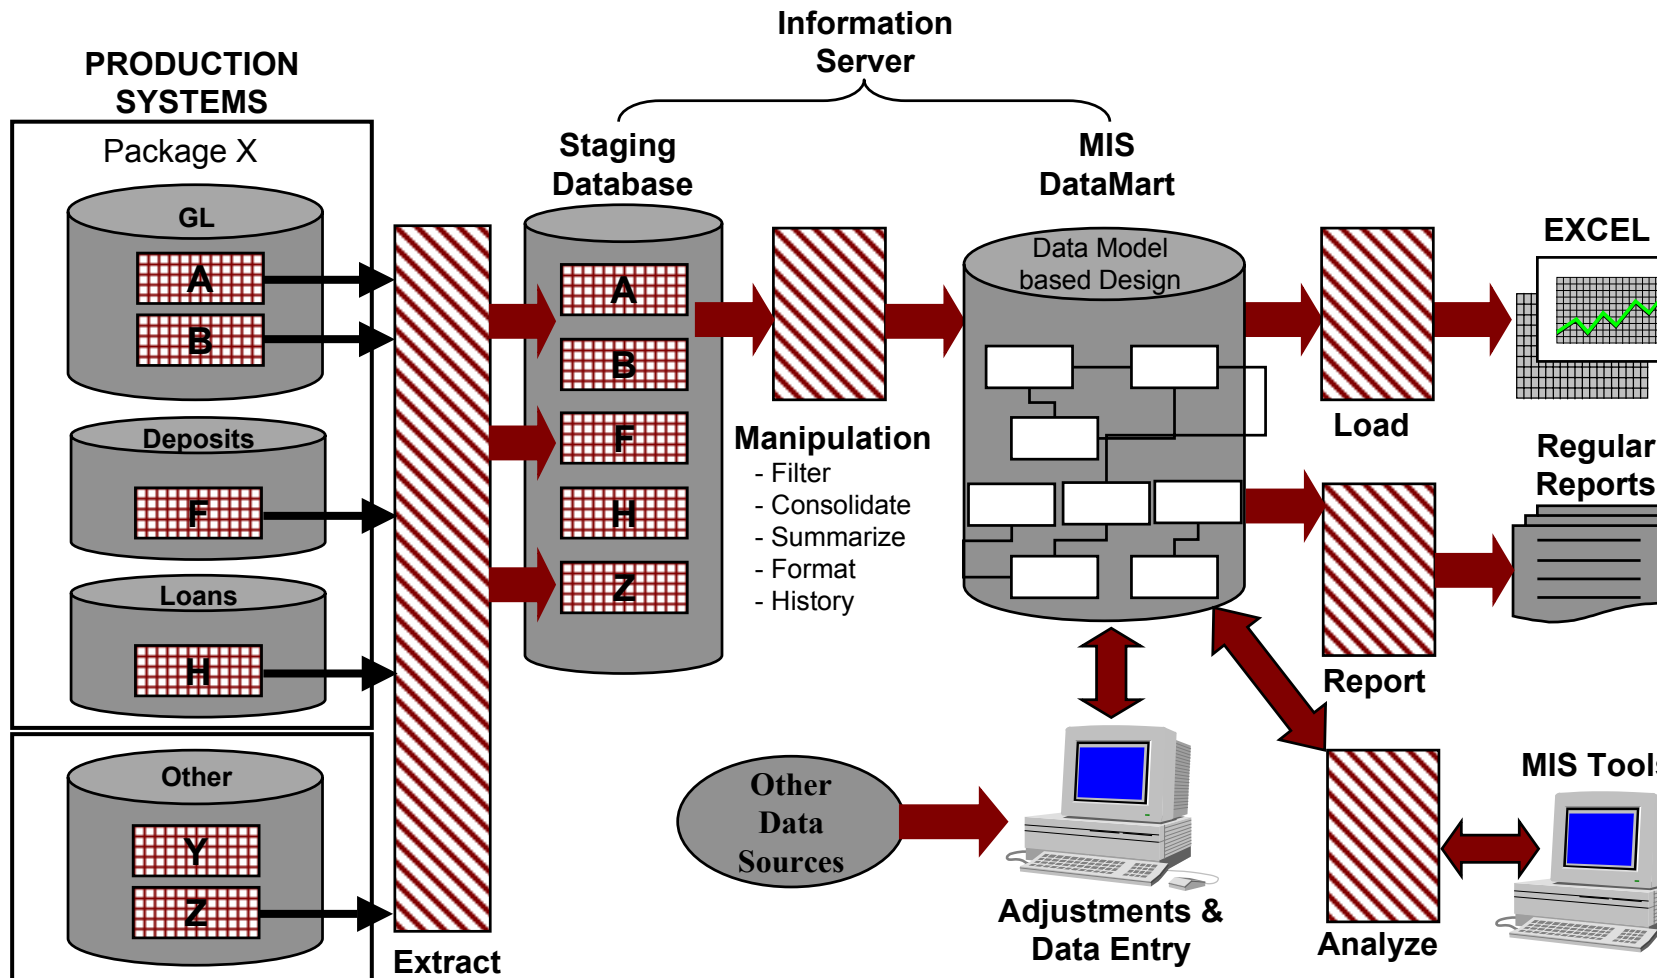 Information
Server
PRODUCTION
SYSTEMS
Package X
GL
A
B
Deposits
F
Loans
H
Other
Y
Z
Extract
Staging
Database
A
B
F
H
Z
Manipulation
- Filter
- Consolidate
- Summarize
- Format
- History
MIS
DataMart
Data Model
based Design
Load
EXCEL
Regular
Reports
Report
Other
Data
Sources
Adjustments &
Data Entry
Analyze
MIS Tools